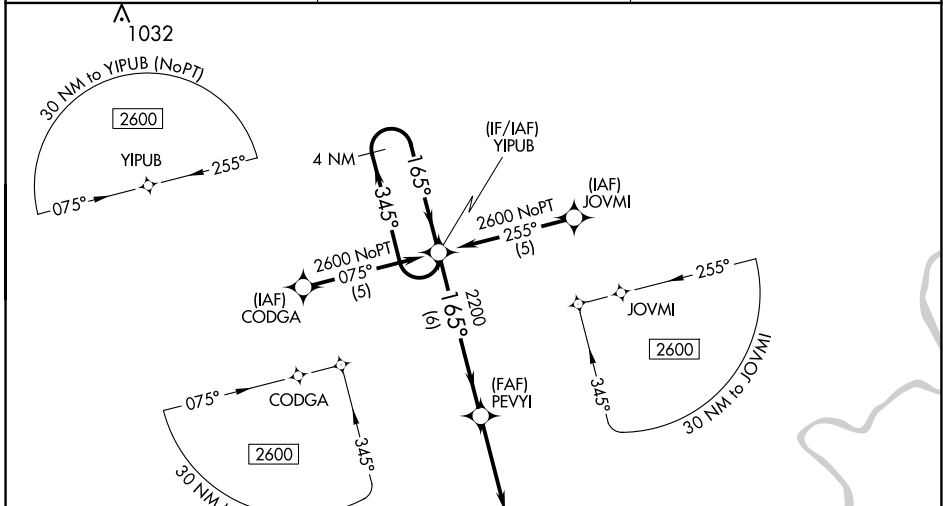 1032
30 NM to YIPUB (NoPT)
2600
YIPUB
075°
255°
4 NM
165°
345°
(IF/IAF)
YIPUB
(IAF)
JOVMI
2600 NoPT
255°
(5)
2600 NoPT
075°
(5)
(IAF)
CODGA
2200
165°
(6)
(FAF)
PEVYI
255°
JOVMI
2600
345°
30 NM to JOVMI
075°
CODGA
2600
345°
30 NM